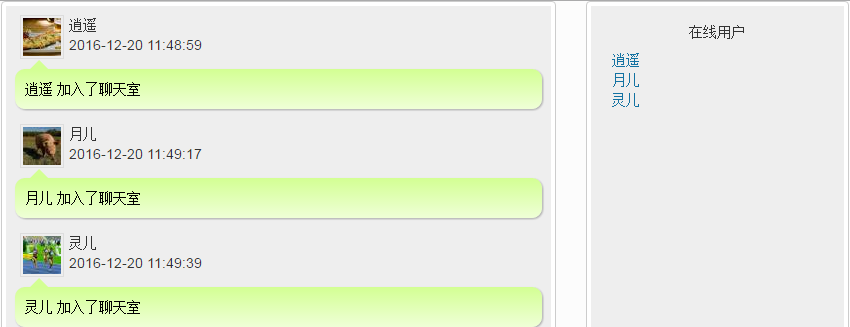 逍遥
2016-12-20 11:48:59
逍遥 加入了聊天室
月儿
2016-12-20 11:49:17
月儿 加入了聊天室
灵儿
2016-12-20 11:49:39
灵儿 加入了聊天室
在线用户
逍遥
月儿
灵儿